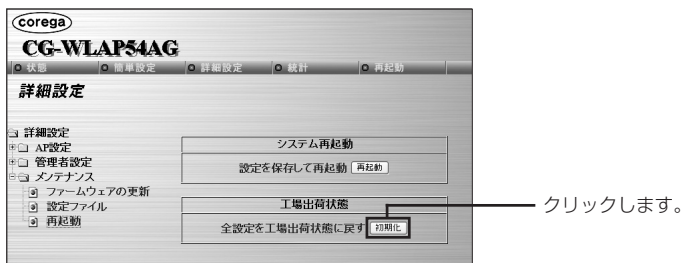 corega
CG-WLAP54AG
状態 簡単設定 詳細設定 統計 再起動
詳細設定
詳細設定
AP設定
管理者設定
メンテナンス
ファームウェアの更新
設定ファイル
再起動
システム再起動
設定を保存して再起動 再起動
工場出荷状態
全設定を工場出荷状態に戻す 初期化
クリックします。